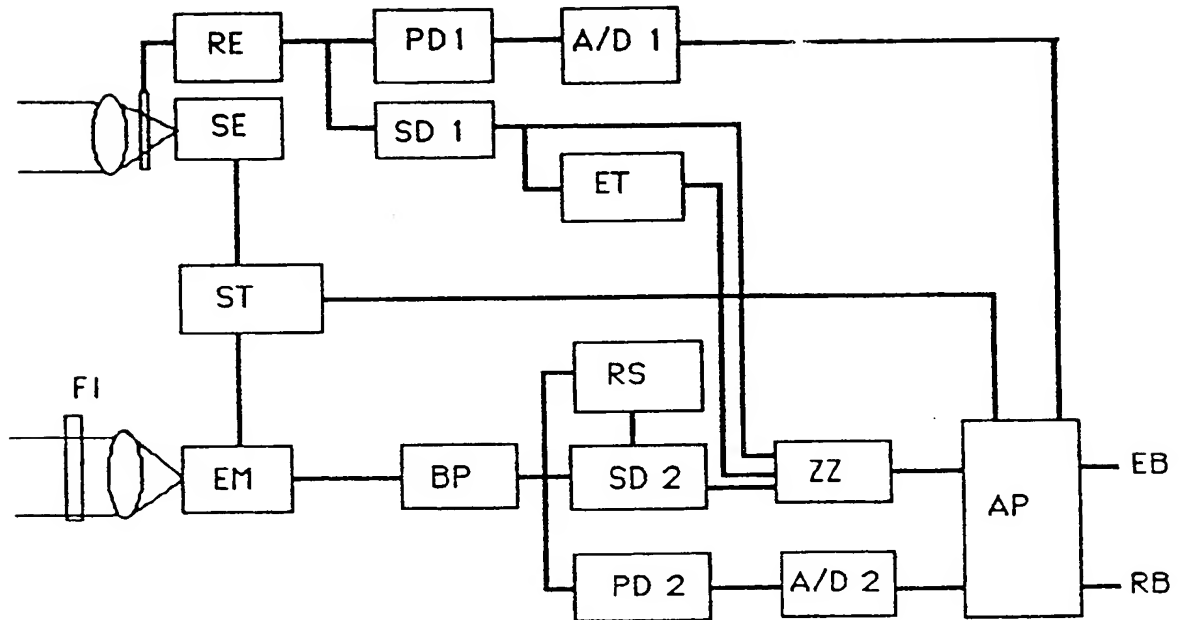 RE
PD1
A/D 1
SE
SD 1
ET
ST
RS
FI
EM
BP
SD 2
ZZ
AP
EB
PD 2
A/D 2
RB